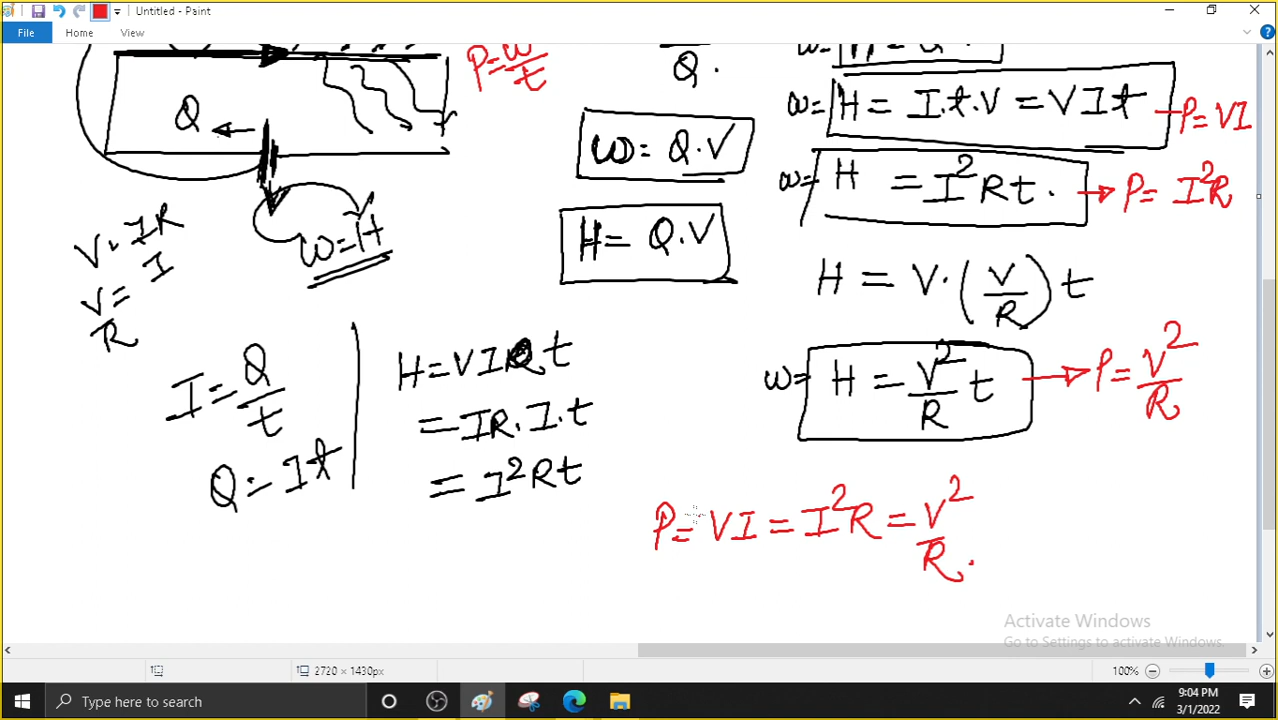 Untitled - Paint
File Home View
P=W/t
Q
Q.
W= H = I.t.V = VIt
P= VI
W= Q·V
W= H = I²Rt.
P= I²R
H= Q·V
W=H
V= IR
I
V=
R
H = V·(V/R)t
I=Q/t
H=VIt
W= H = V²/R t
P= V²/R
=IR.I.t
Q=It
= I²Rt
P= VI = I²R = V²/R.
Activate Windows
Go to Settings to activate Windows.
2720 × 1430px
100%
Type here to search
9:04 PM
3/1/2022